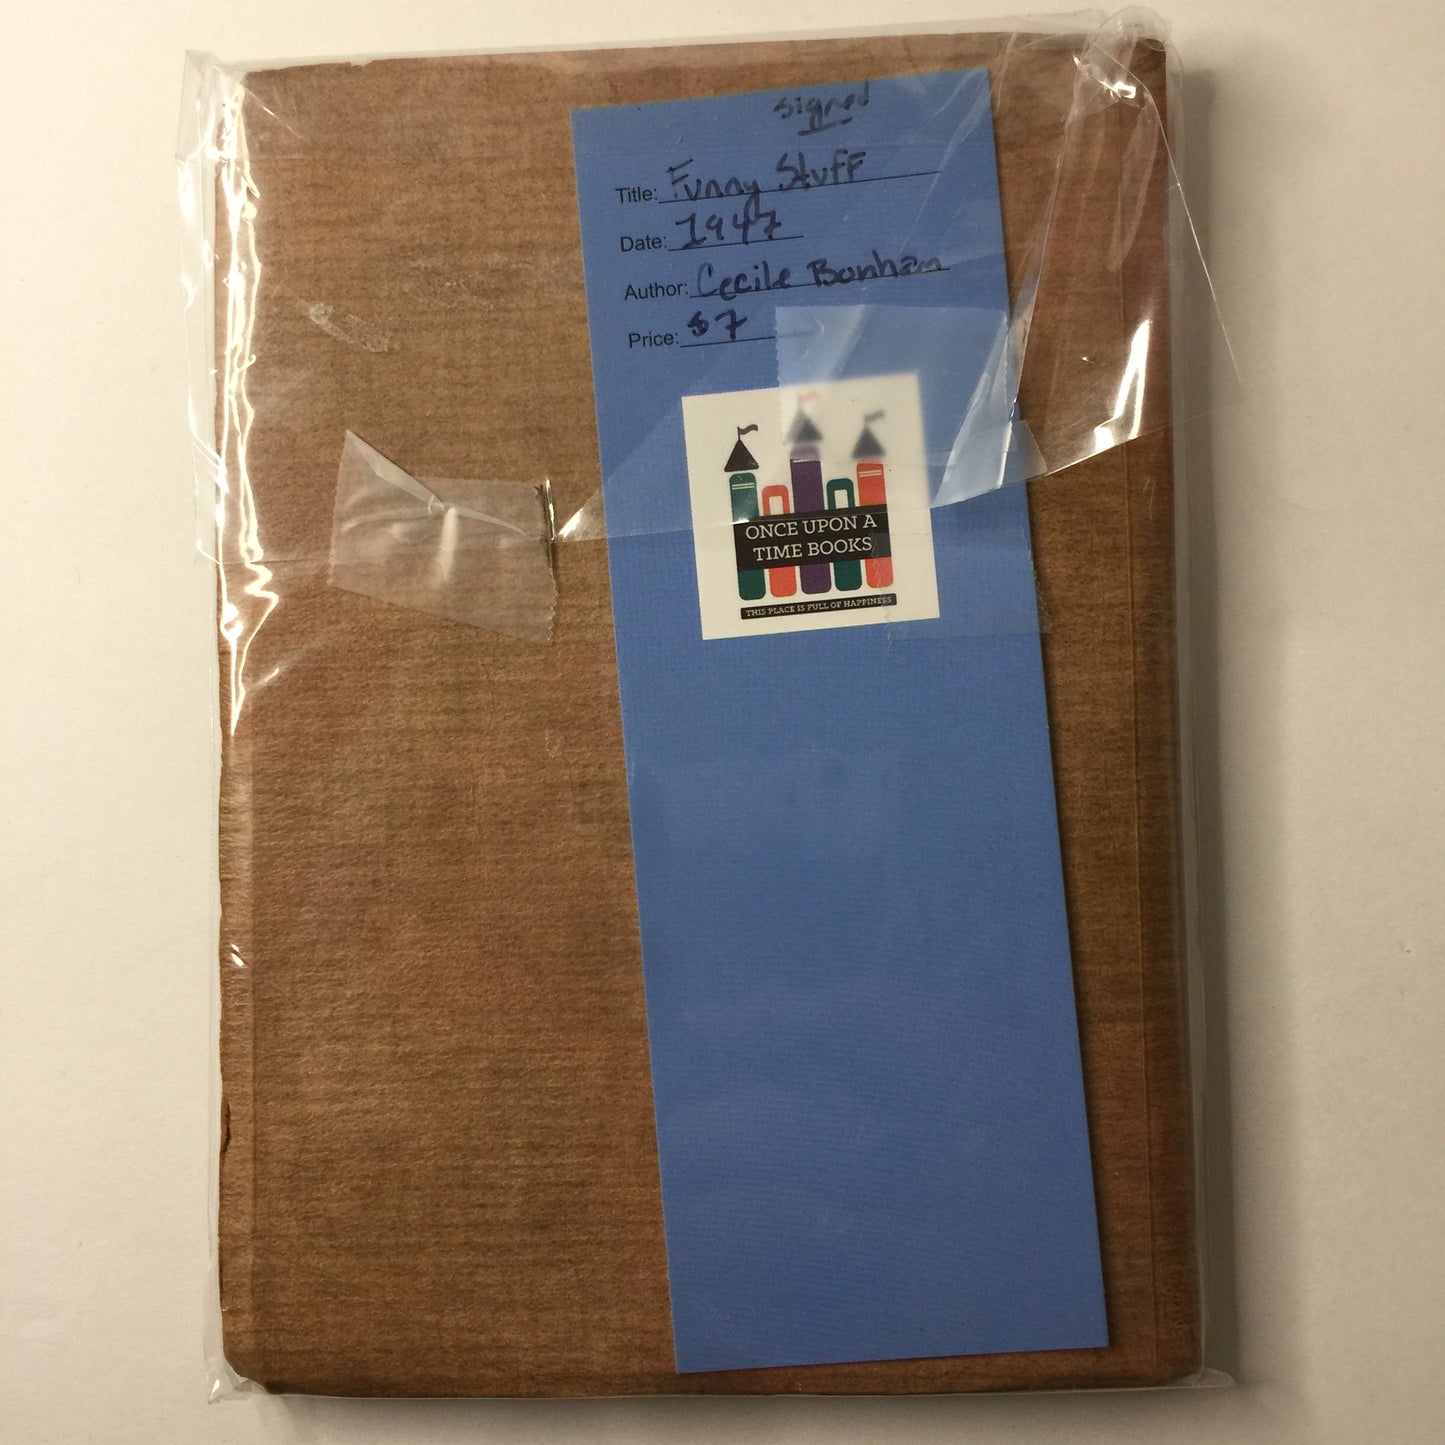 signed
Title: Funny Stuff
Date: 1947
Author: Cecile Bonham
Price: $7
ONCE UPON A
TIME BOOKS
THIS PLACE IS FULL OF HAPPINESS